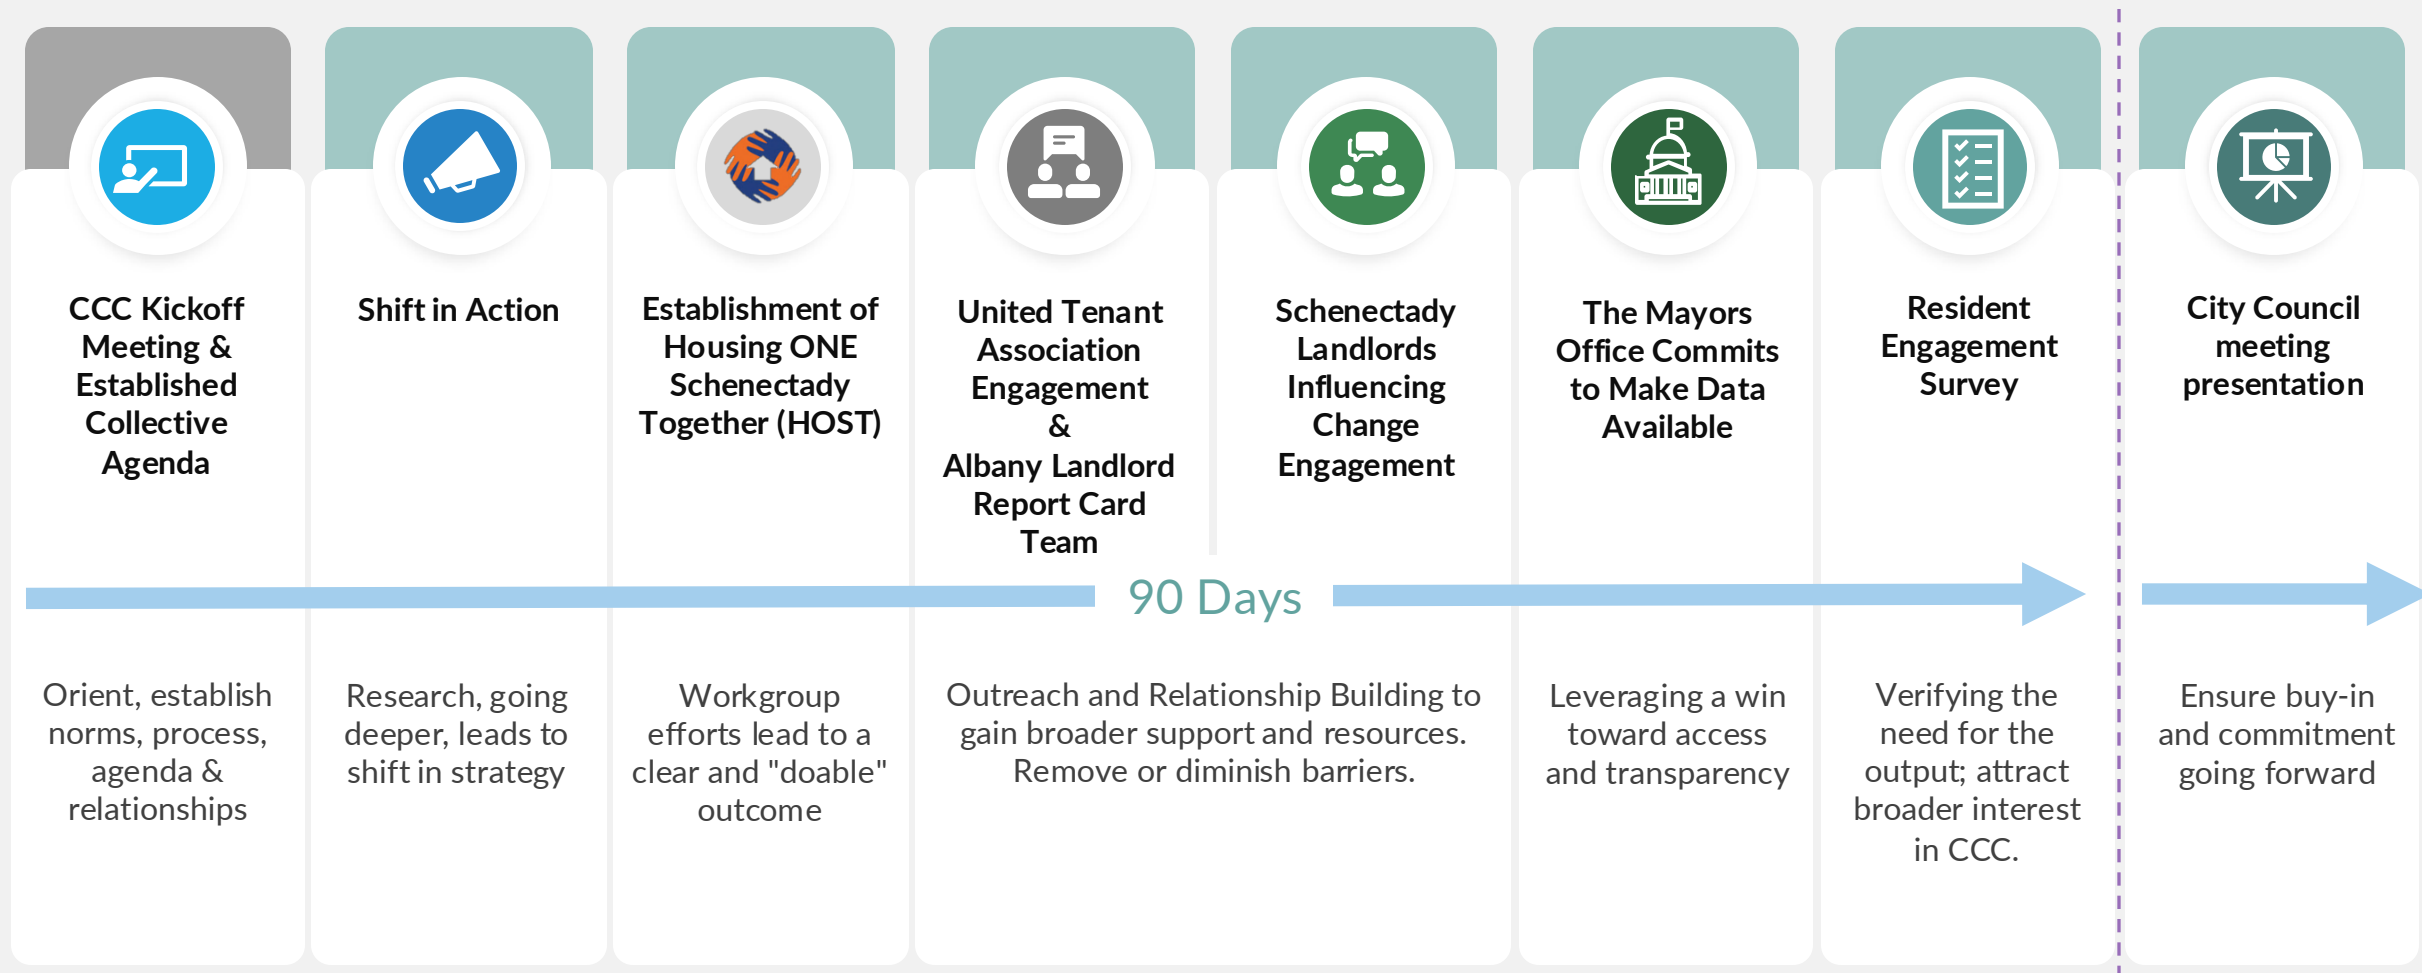 CCC Kickoff
Meeting &
Established
Collective
Agenda
Shift in Action
Establishment of
Housing ONE
Schenectady
Together (HOST)
United Tenant
Association
Engagement
&
Albany Landlord
Report Card
Team
Schenectady
Landlords
Influencing
Change
Engagement
The Mayors
Office Commits
to Make Data
Available
Resident
Engagement
Survey
City Council
meeting
presentation
90 Days
Orient, establish
norms, process,
agenda &
relationships
Research, going
deeper, leads to
shift in strategy
Workgroup
efforts lead to a
clear and "doable"
outcome
Outreach and Relationship Building to
gain broader support and resources.
Remove or diminish barriers.
Leveraging a win
toward access
and transparency
Verifying the
need for the
output; attract
broader interest
in CCC.
Ensure buy-in
and commitment
going forward